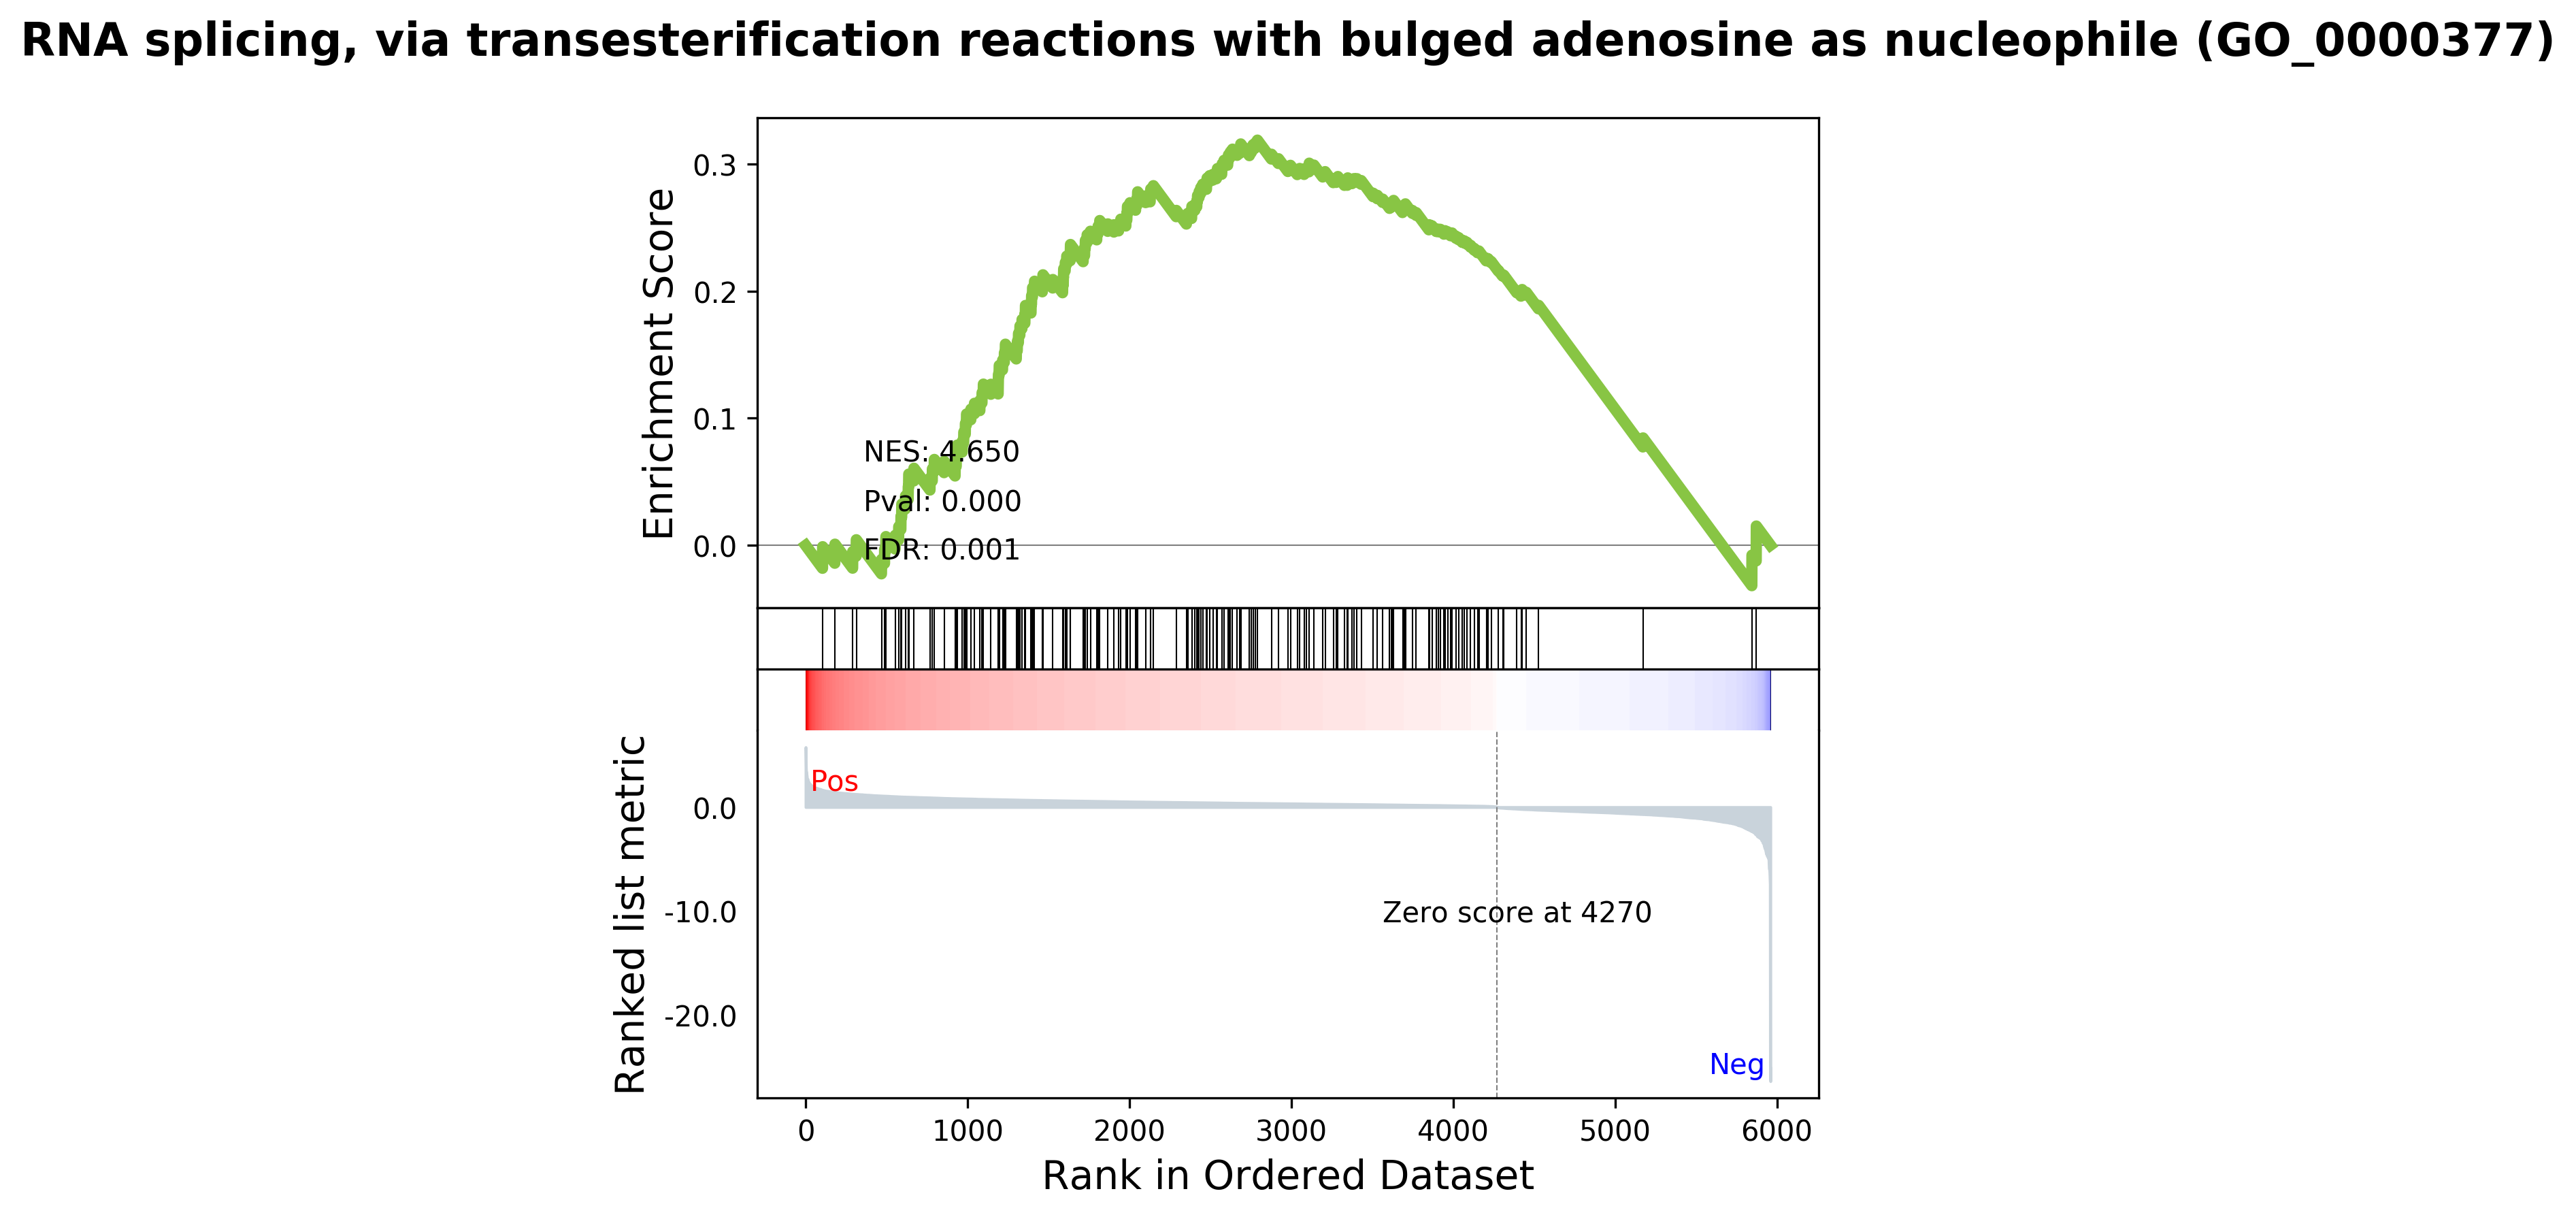 RNA splicing, via transesterification reactions with bulged adenosine as nucleophile (GO_0000377)
Enrichment Score
0.3
0.2
0.1
0.0
NES: 4.650
Pval: 0.000
FDR: 0.001
Ranked list metric
Pos
0.0
-10.0
-20.0
Zero score at 4270
Neg
0 1000 2000 3000 4000 5000 6000
Rank in Ordered Dataset